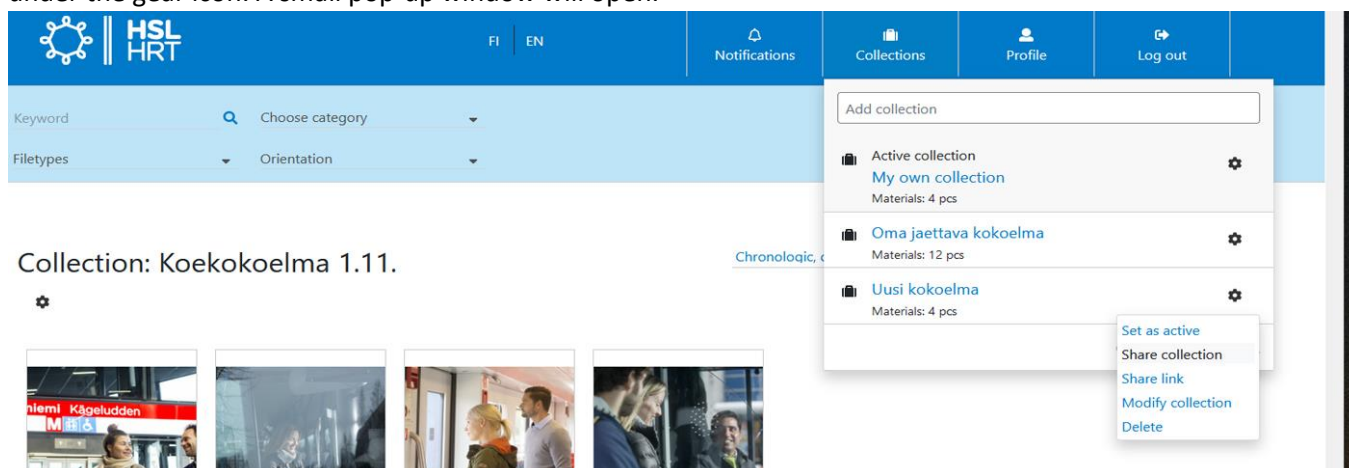 under the gear icon. A small pop-up window will open.
HSL
HRT
FI EN
Notifications
Collections
Profile
Log out
Keyword
Choose category
Filetypes
Orientation
Add collection
Active collection
My own collection
Materials: 4 pcs
Oma jaettava kokoelma
Materials: 12 pcs
Uusi kokoelma
Materials: 4 pcs
Set as active
Share collection
Share link
Modify collection
Delete
Collection: Koekokoelma 1.11.
Chronologic,
niemi Kägeludden
M